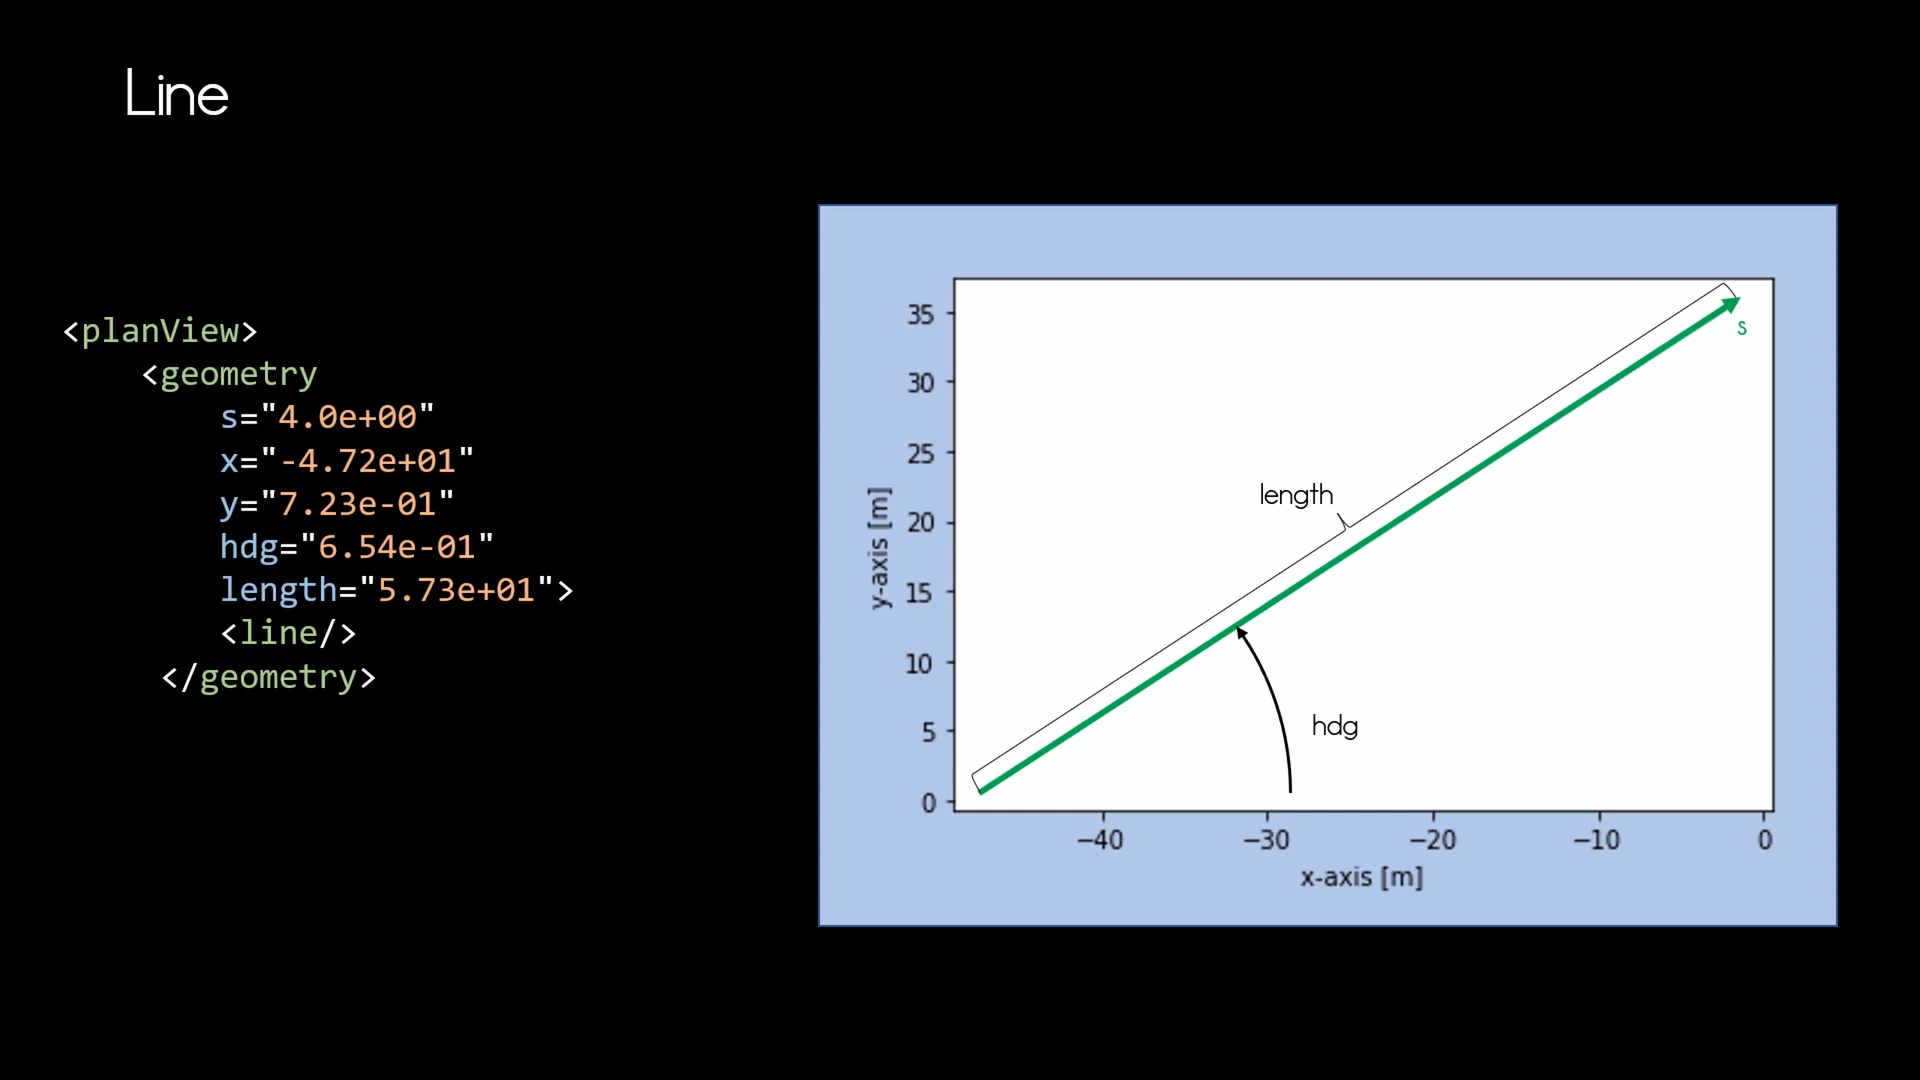 Line
<planView>
<geometry
s="4.0e+00"
x="-4.72e+01"
y="7.23e-01"
hdg="6.54e-01"
length="5.73e+01">
<line/>
</geometry>
35
30
25
20
15
10
5
0
y-axis [m]
length
hdg
s
−40
−30
−20
−10
0
x-axis [m]